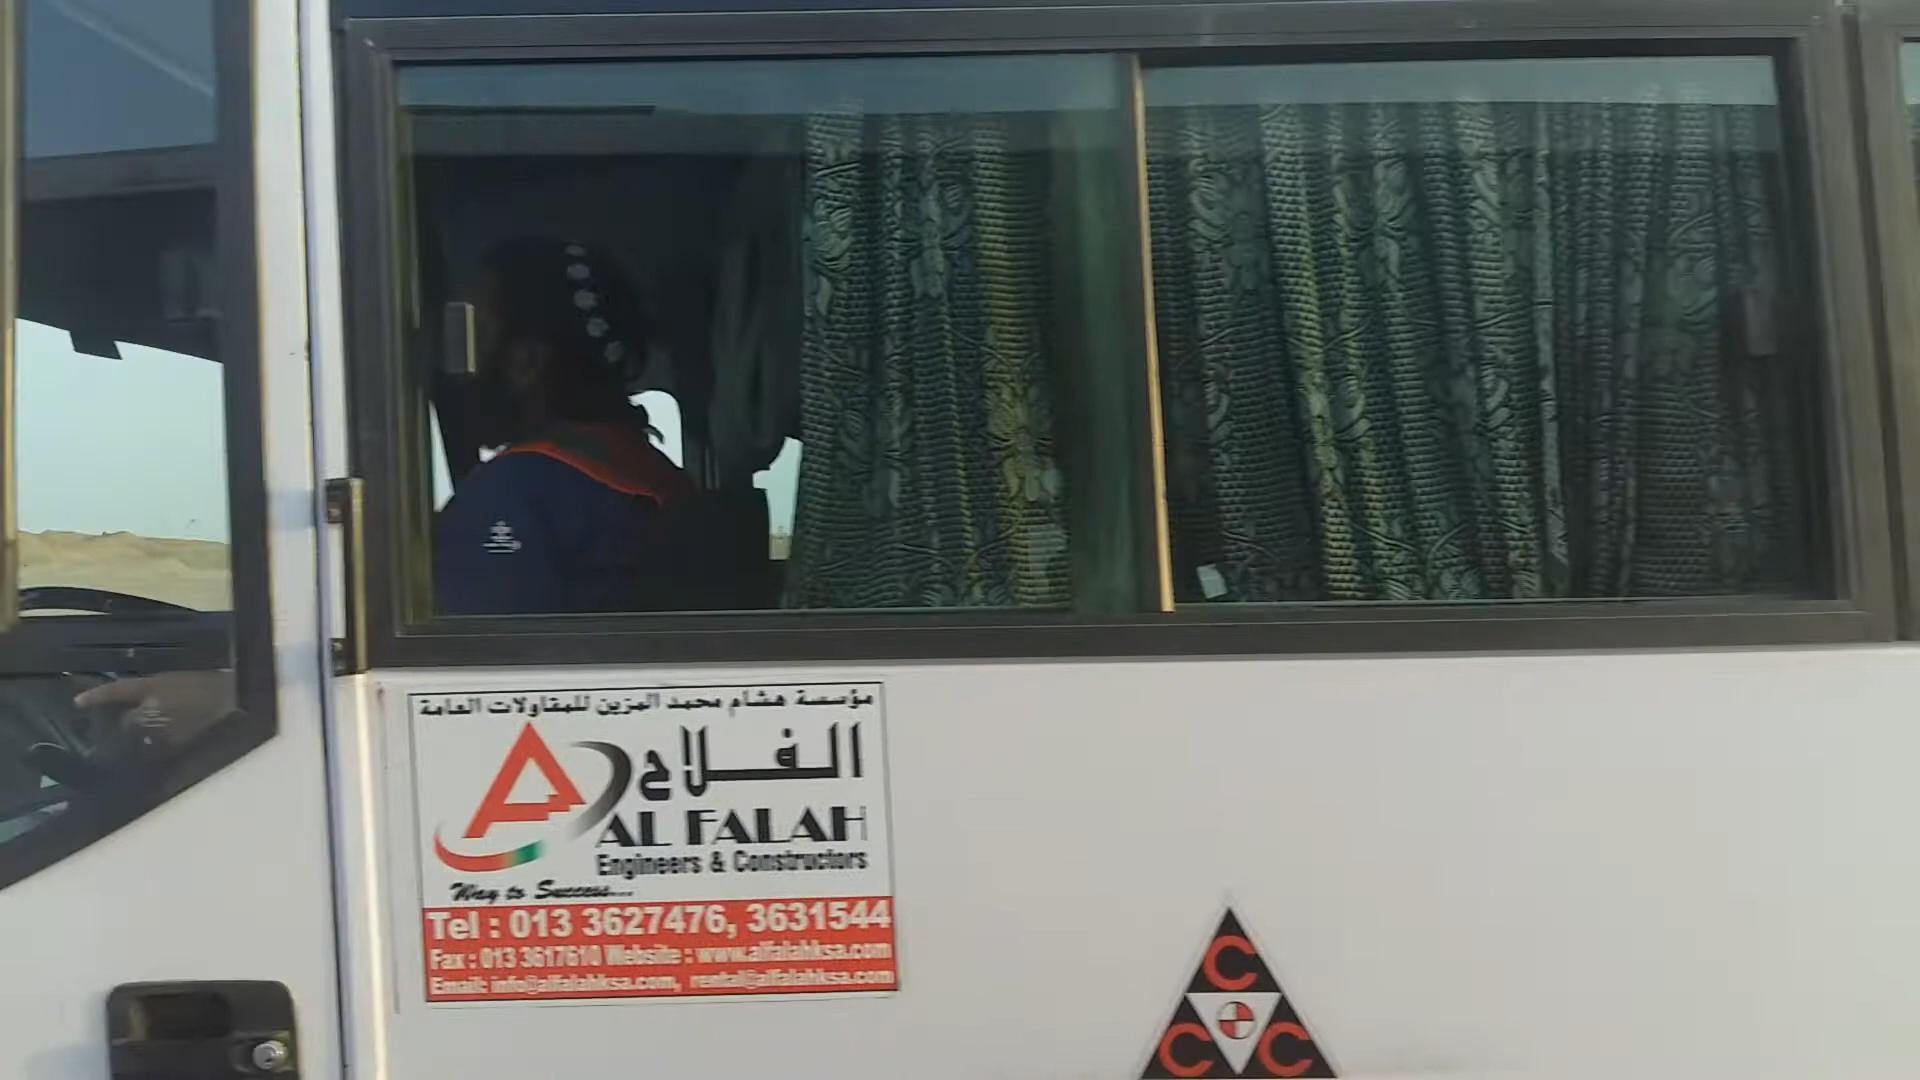 مؤسسة هشام محمد المزين للمقاولات العامة
الفلاح
AL FALAH
Engineers & Constructors
Way to Success...
Tel : 013 3627476, 3631544
Fax : 013 3617610 Website : www.alfalahksa.com
Email: info@alfalahksa.com, rental@alfalahksa.com
C
C C